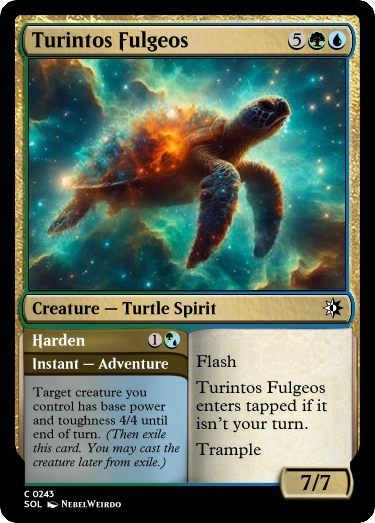 Turintos Fulgeos 5
Creature — Turtle Spirit
Harden 1
Instant — Adventure
Target creature you
control has base power
and toughness 4/4 until
end of turn. (Then exile
this card. You may cast the
creature later from exile.)
Flash
Turintos Fulgeos
enters tapped if it
isn't your turn.
Trample
7/7
C 0243
SOL NebelWeirdo